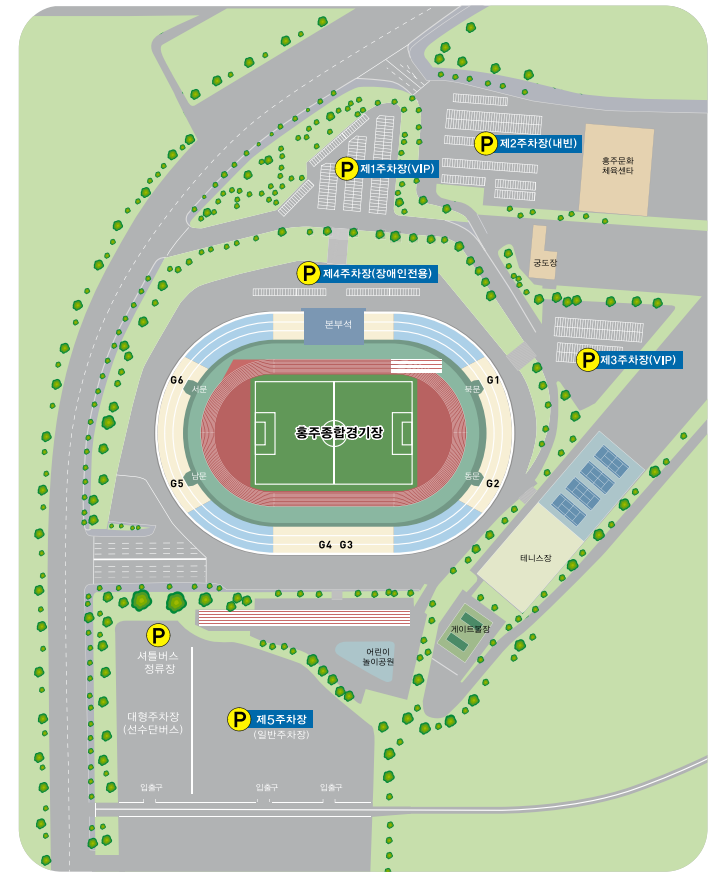 P 제2주차장(내빈)
홍주문화
체육센타
P 제1주차장(VIP)
궁도장
P 제4주차장(장애인전용)
본부석
P 제3주차장(VIP)
G6
서문
북문
G1
홍주종합경기장
G5
남문
동문
G2
G4 G3
테니스장
게이트볼장
P
셔틀버스
정류장
어린이
놀이공원
대형주차장
(선수단버스)
P 제5주차장
(일반주차장)
입출구
입출구
입출구